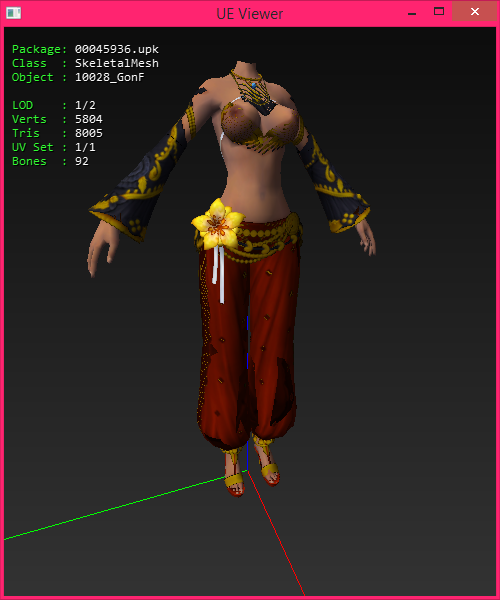 UE Viewer
Package: 00045936.upk
Class  : SkeletalMesh
Object : 10028_GonF
LOD    : 1/2
Verts  : 5804
Tris   : 8005
UV Set : 1/1
Bones  : 92